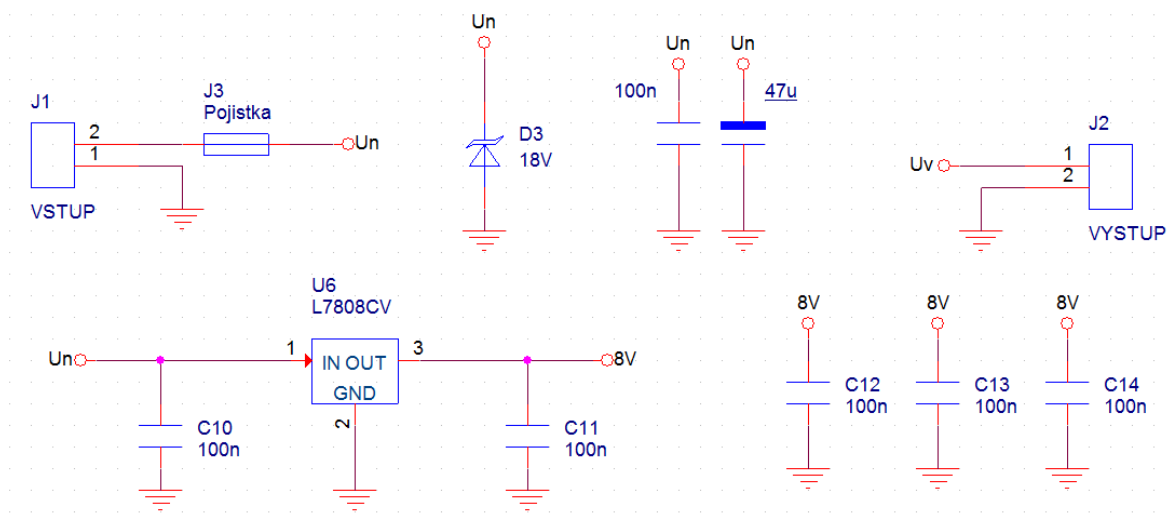 Un
Un
Un
J1
J3
Pojistka
100n
47u
J2
2
1
Un
D3
18V
Uv
1
2
VSTUP
VYSTUP
U6
L7808CV
8V
8V
8V
Un
1
IN OUT
3
8V
GND
2
C10
100n
C11
100n
C12
100n
C13
100n
C14
100n